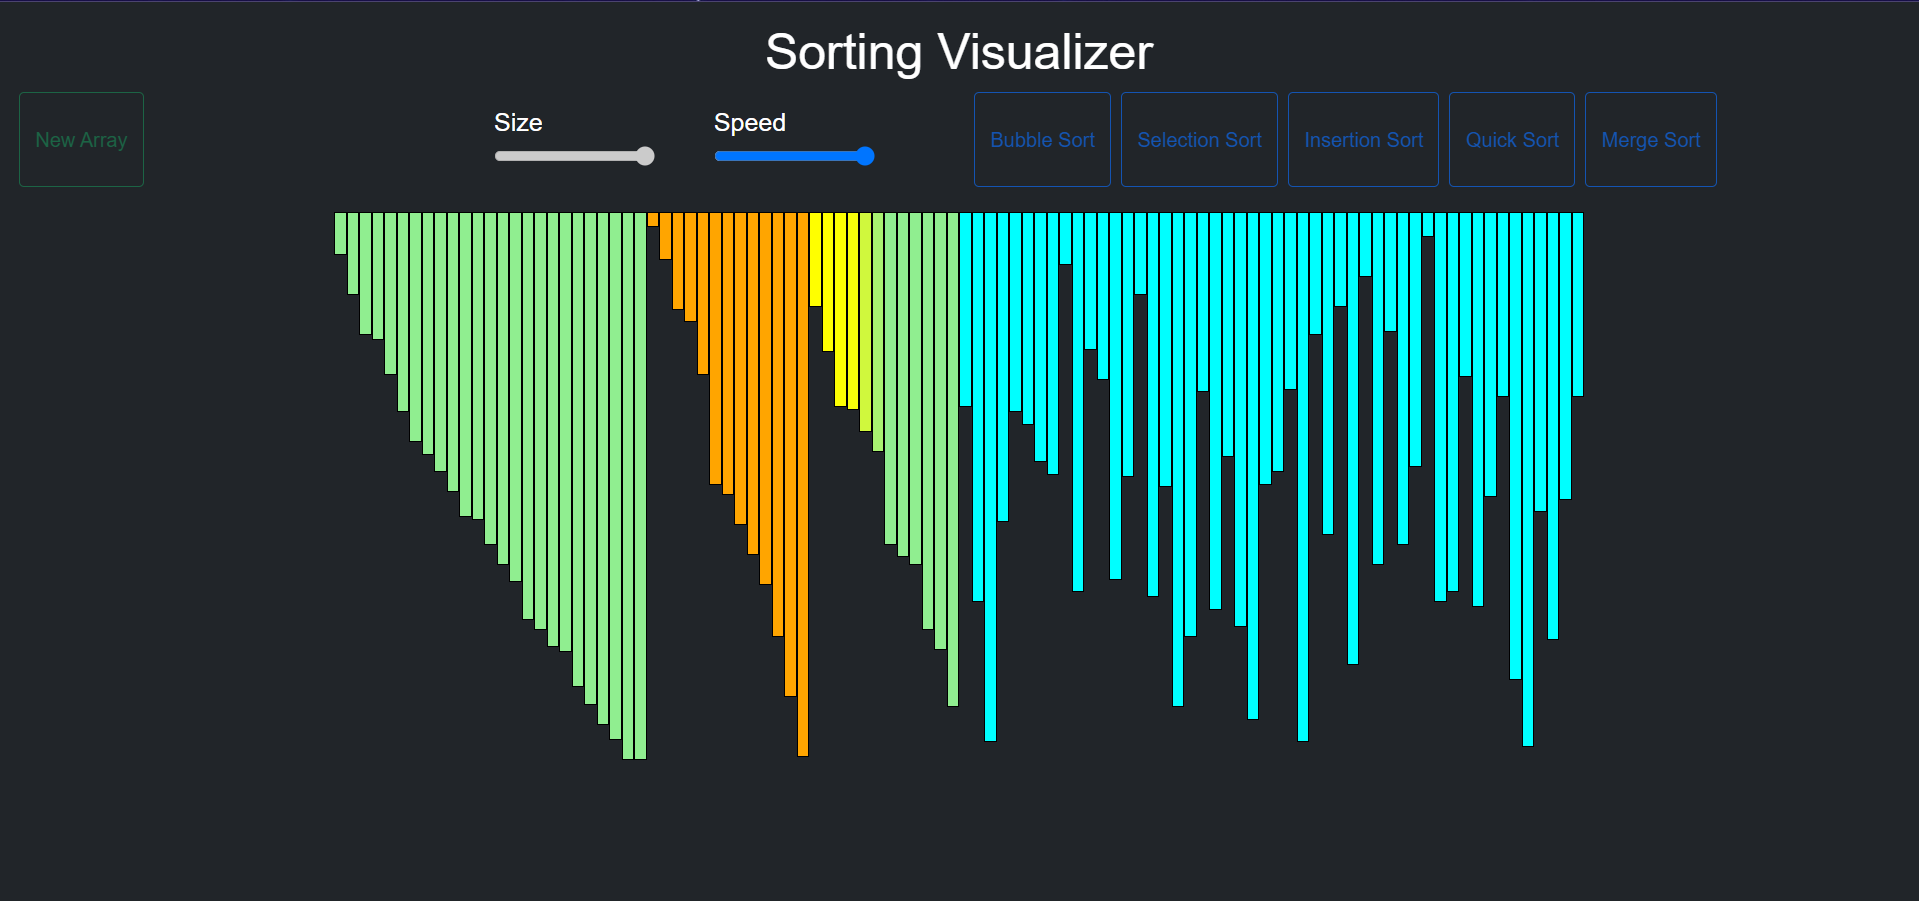 Sorting Visualizer
New Array
Size
Speed
Bubble Sort
Selection Sort
Insertion Sort
Quick Sort
Merge Sort